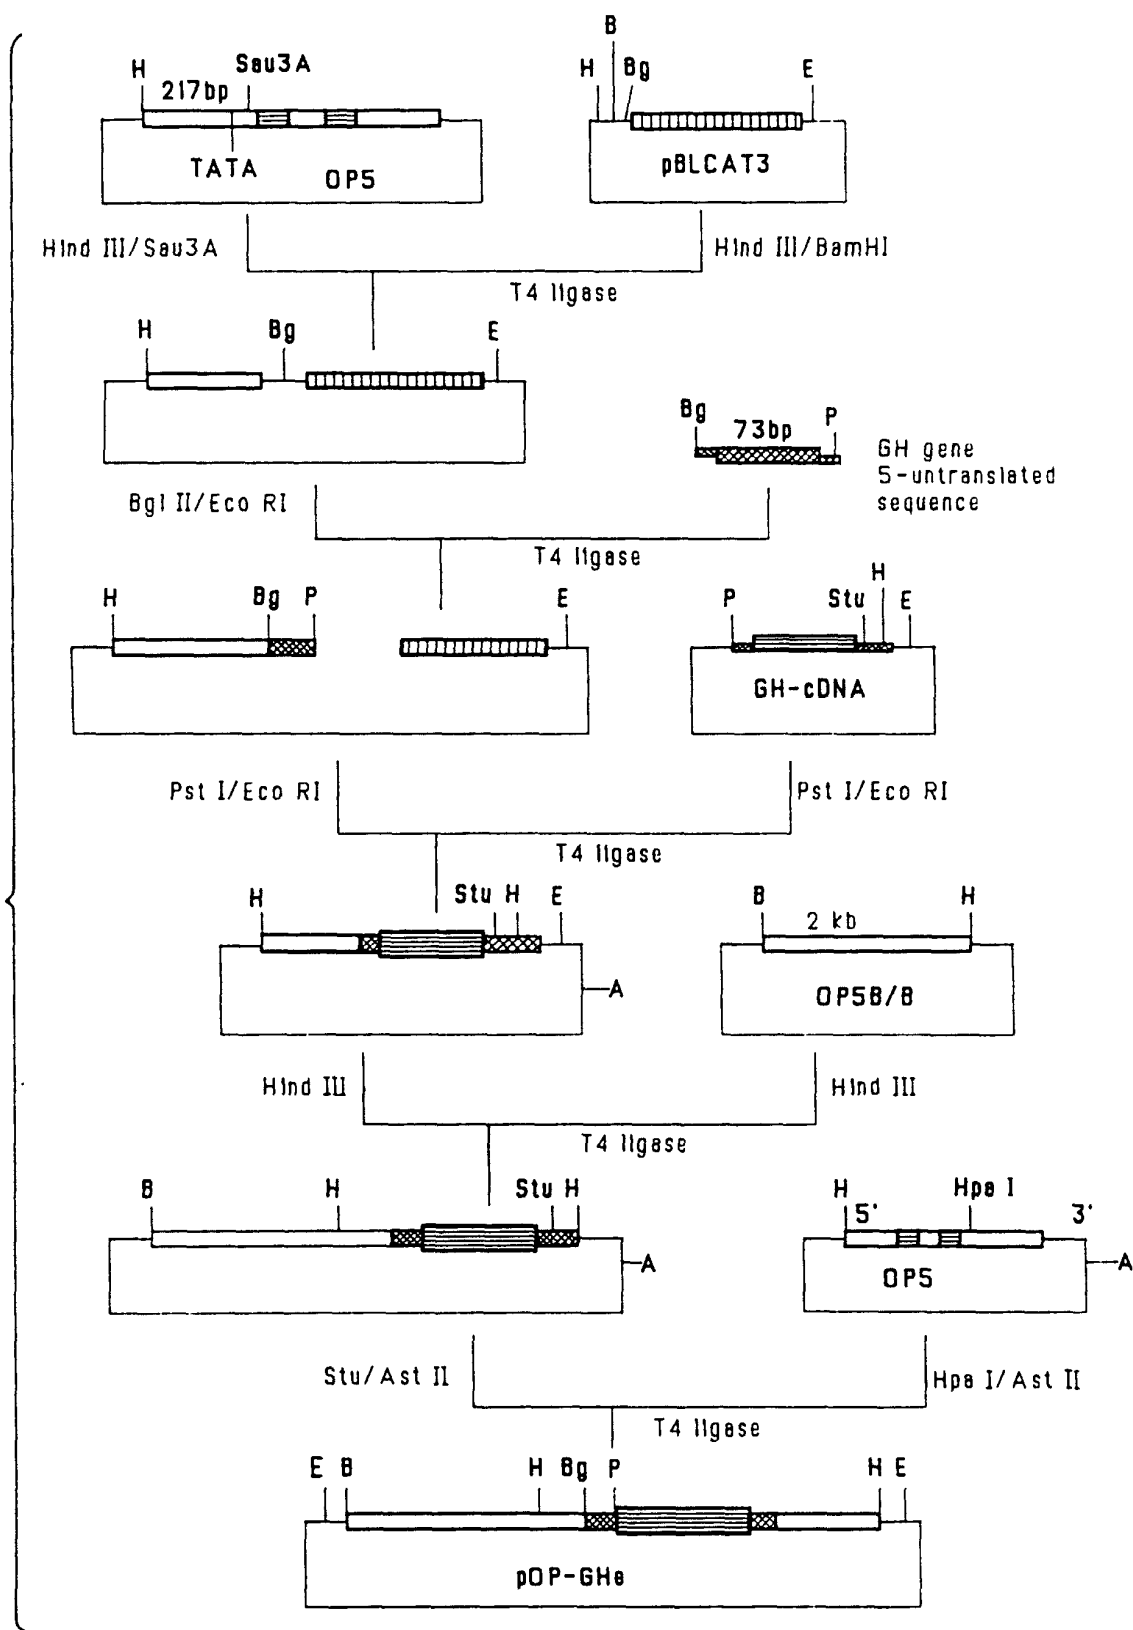 B
H Sau3A H Bg E
217bp
TATA OP5 pBLCAT3
Hind III/Sau3A Hind III/BamHI
T4 ligase
H Bg E
Bg 73bp P
GH gene
5-untranslated
sequence
Bgl II/Eco RI
T4 ligase
H
H Bg P E P Stu E
GH-cDNA
Pst I/Eco RI Pst I/Eco RI
T4 ligase
H Stu H E B 2 kb H
A
OP5B/B
Hind III Hind III
T4 ligase
B H Stu H H 5' Hpa I 3'
A OP5 A
Stu/Ast II Hpa I/Ast II
T4 ligase
E B H Bg P H E
pOP-GHe